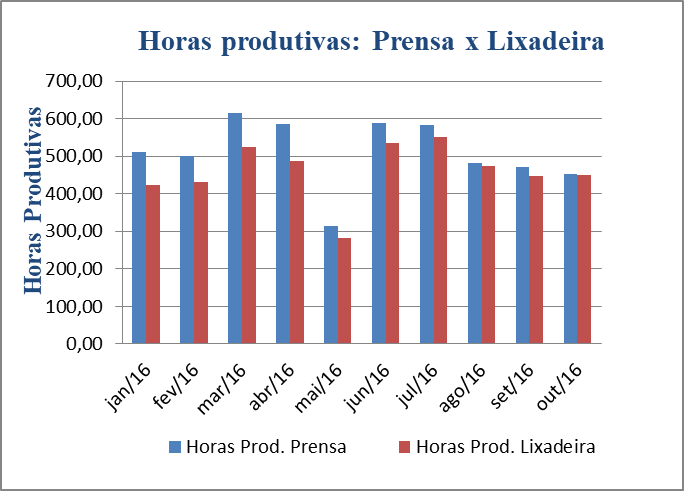 Horas produtivas: Prensa x Lixadeira
Horas Produtivas
700,00
600,00
500,00
400,00
300,00
200,00
100,00
0,00
jan/16
fev/16
mar/16
abr/16
mai/16
jun/16
jul/16
ago/16
set/16
out/16
Horas Prod. Prensa
Horas Prod. Lixadeira